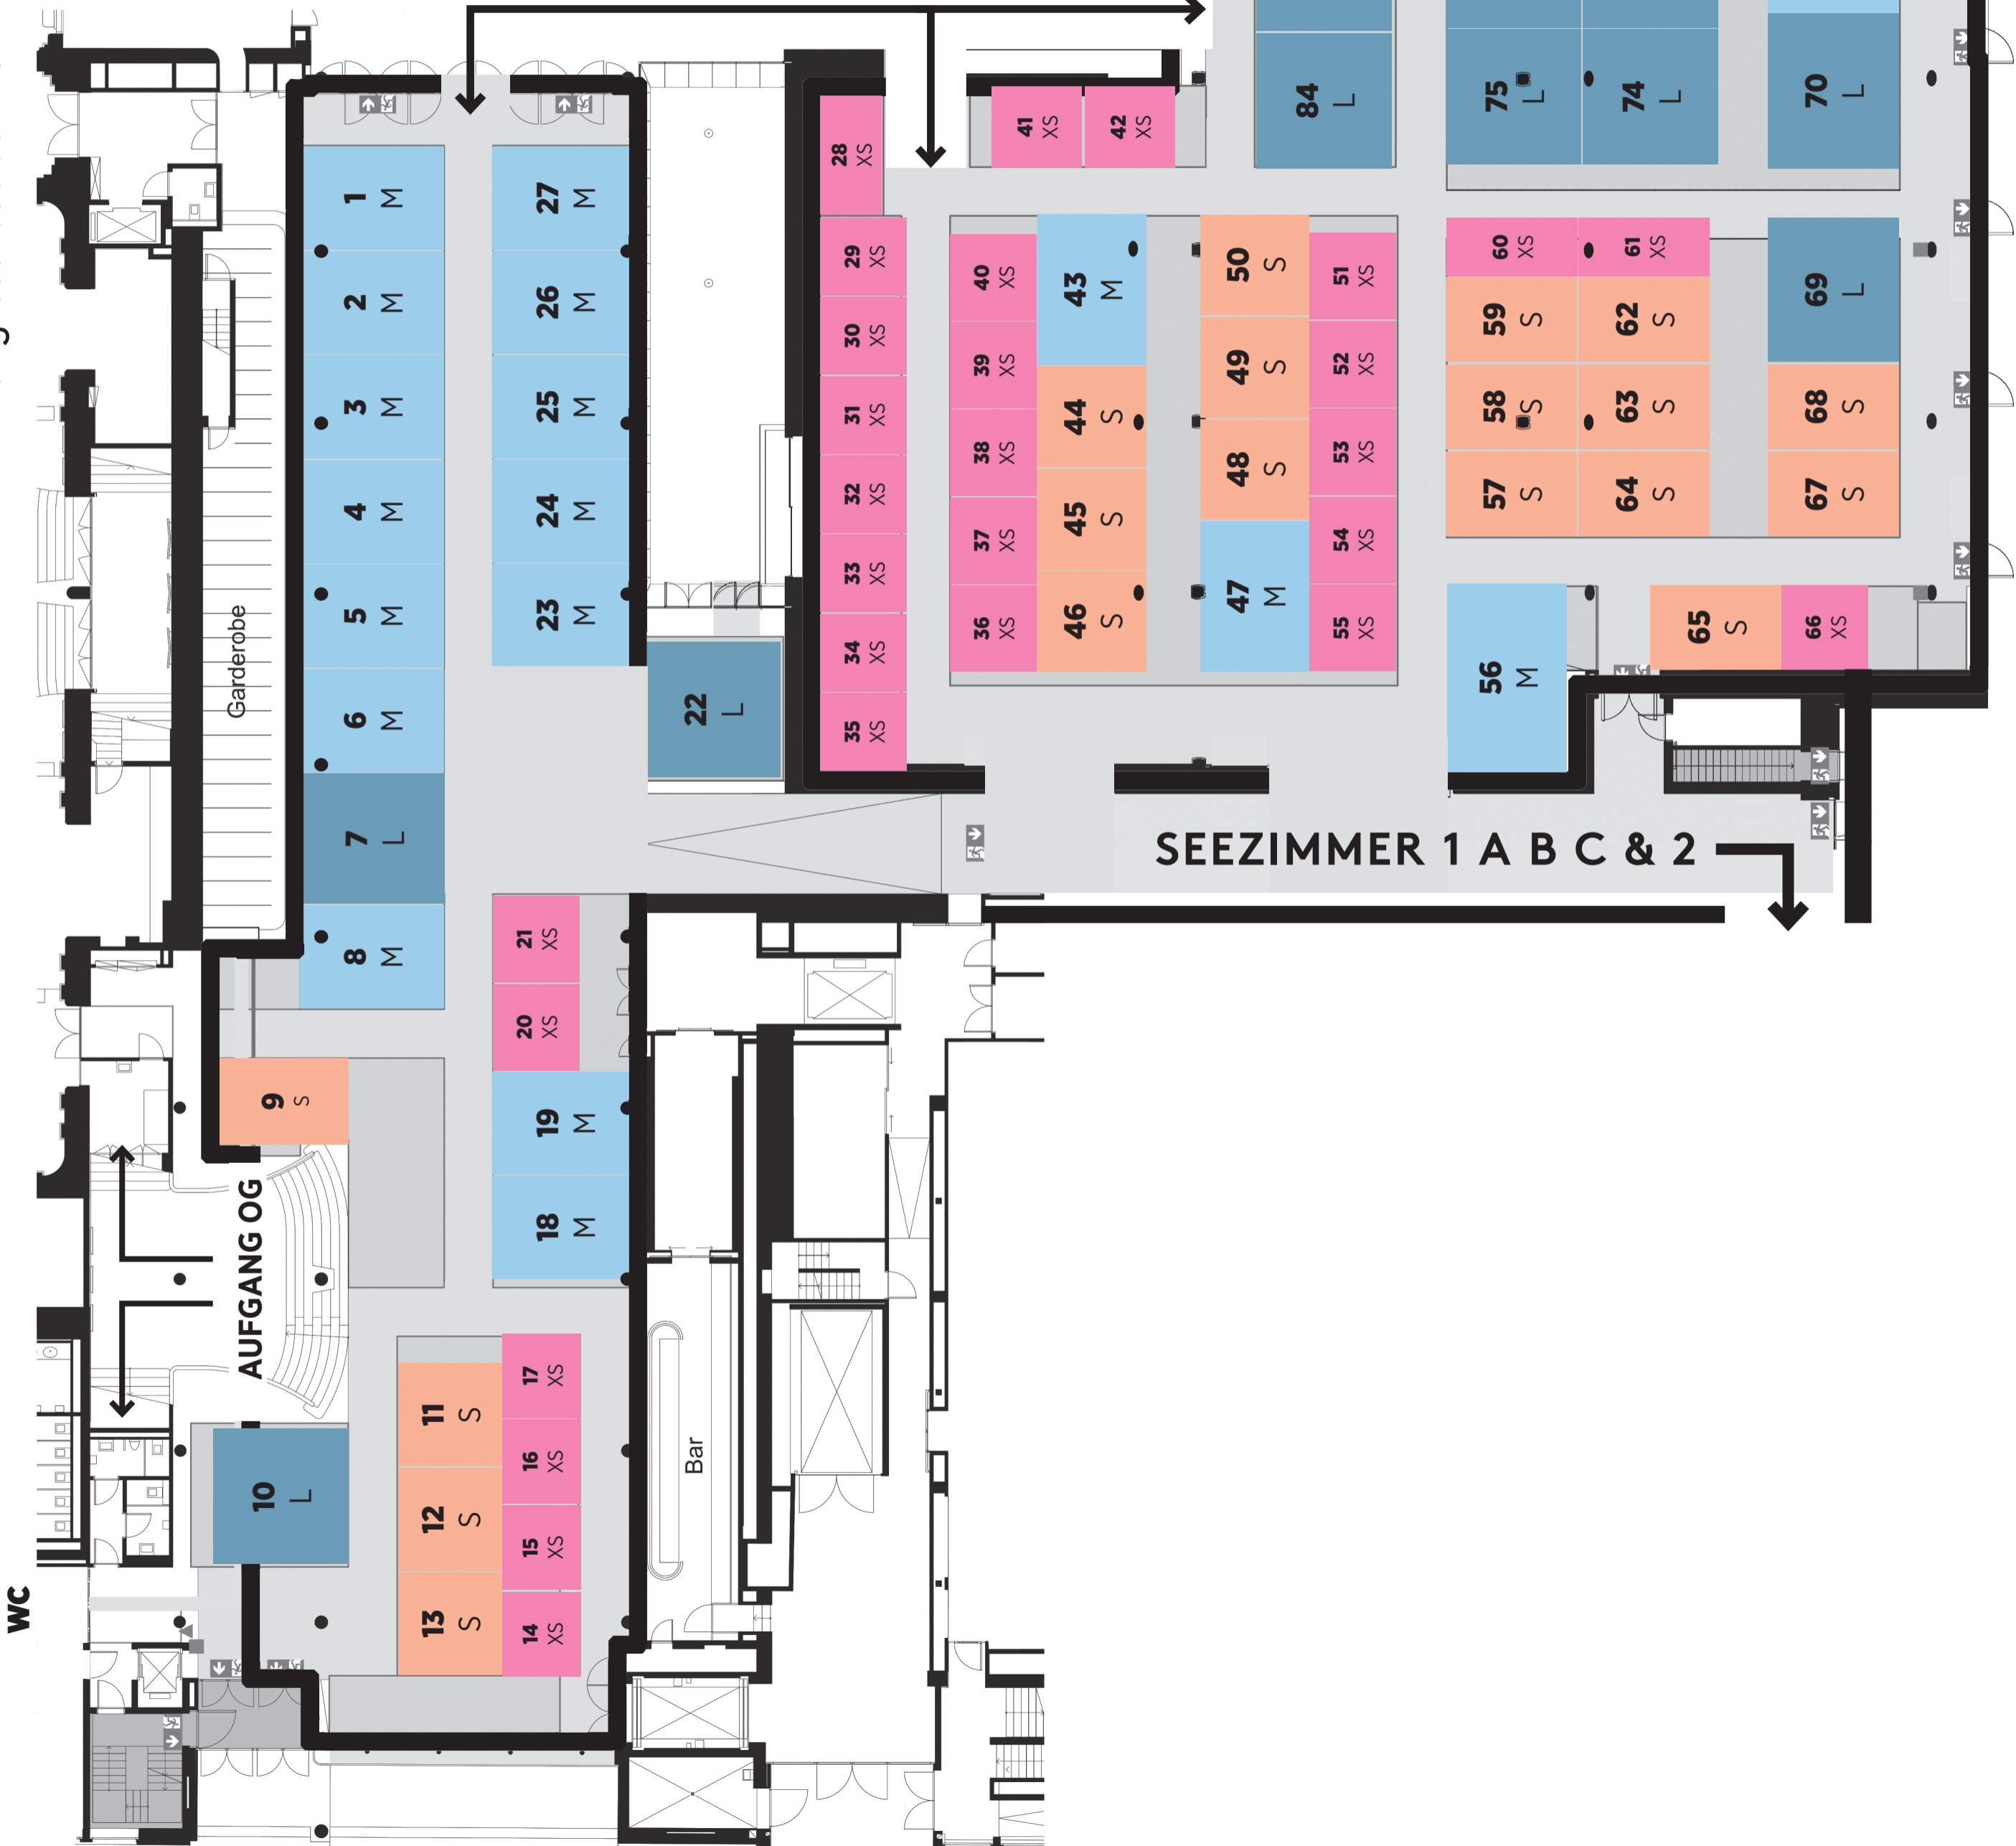 84
L
75
L
74
L
70
L
41
XS
42
XS
28
XS
1
M
27
M
29
XS
40
XS
43
M
50
S
51
XS
60
XS
61
XS
69
L
2
M
26
M
30
XS
39
XS
49
S
52
XS
59
S
62
S
3
M
25
M
31
XS
38
XS
44
S
48
S
53
XS
58
S
63
S
68
S
4
M
24
M
32
XS
37
XS
45
S
54
XS
57
S
64
S
67
S
5
M
23
M
33
XS
36
XS
46
S
47
M
55
XS
56
M
65
S
66
XS
Garderobe
6
M
22
L
34
XS
35
XS
7
L
SEEZIMMER 1 A B C & 2
8
M
21
XS
20
XS
9
S
19
M
18
M
AUFGANG OG
17
XS
11
S
16
XS
Bar
10
L
12
S
15
XS
13
S
14
XS
WC